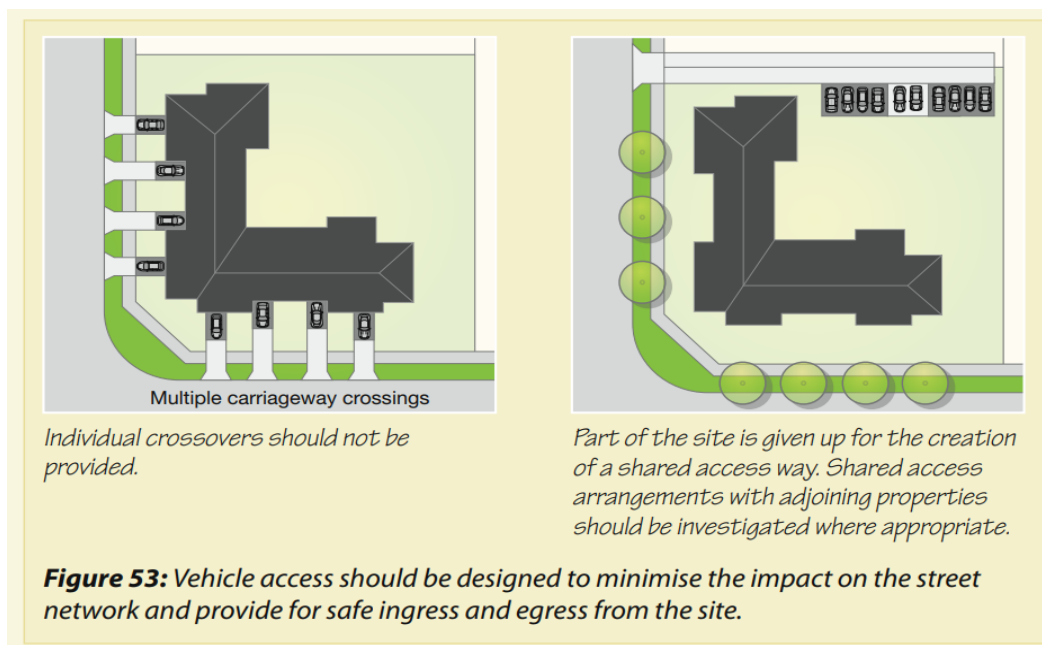 Multiple carriageway crossings
Individual crossovers should not be
provided.
Part of the site is given up for the creation
of a shared access way. Shared access
arrangements with adjoining properties
should be investigated where appropriate.
Figure 53: Vehicle access should be designed to minimise the impact on the street
network and provide for safe ingress and egress from the site.